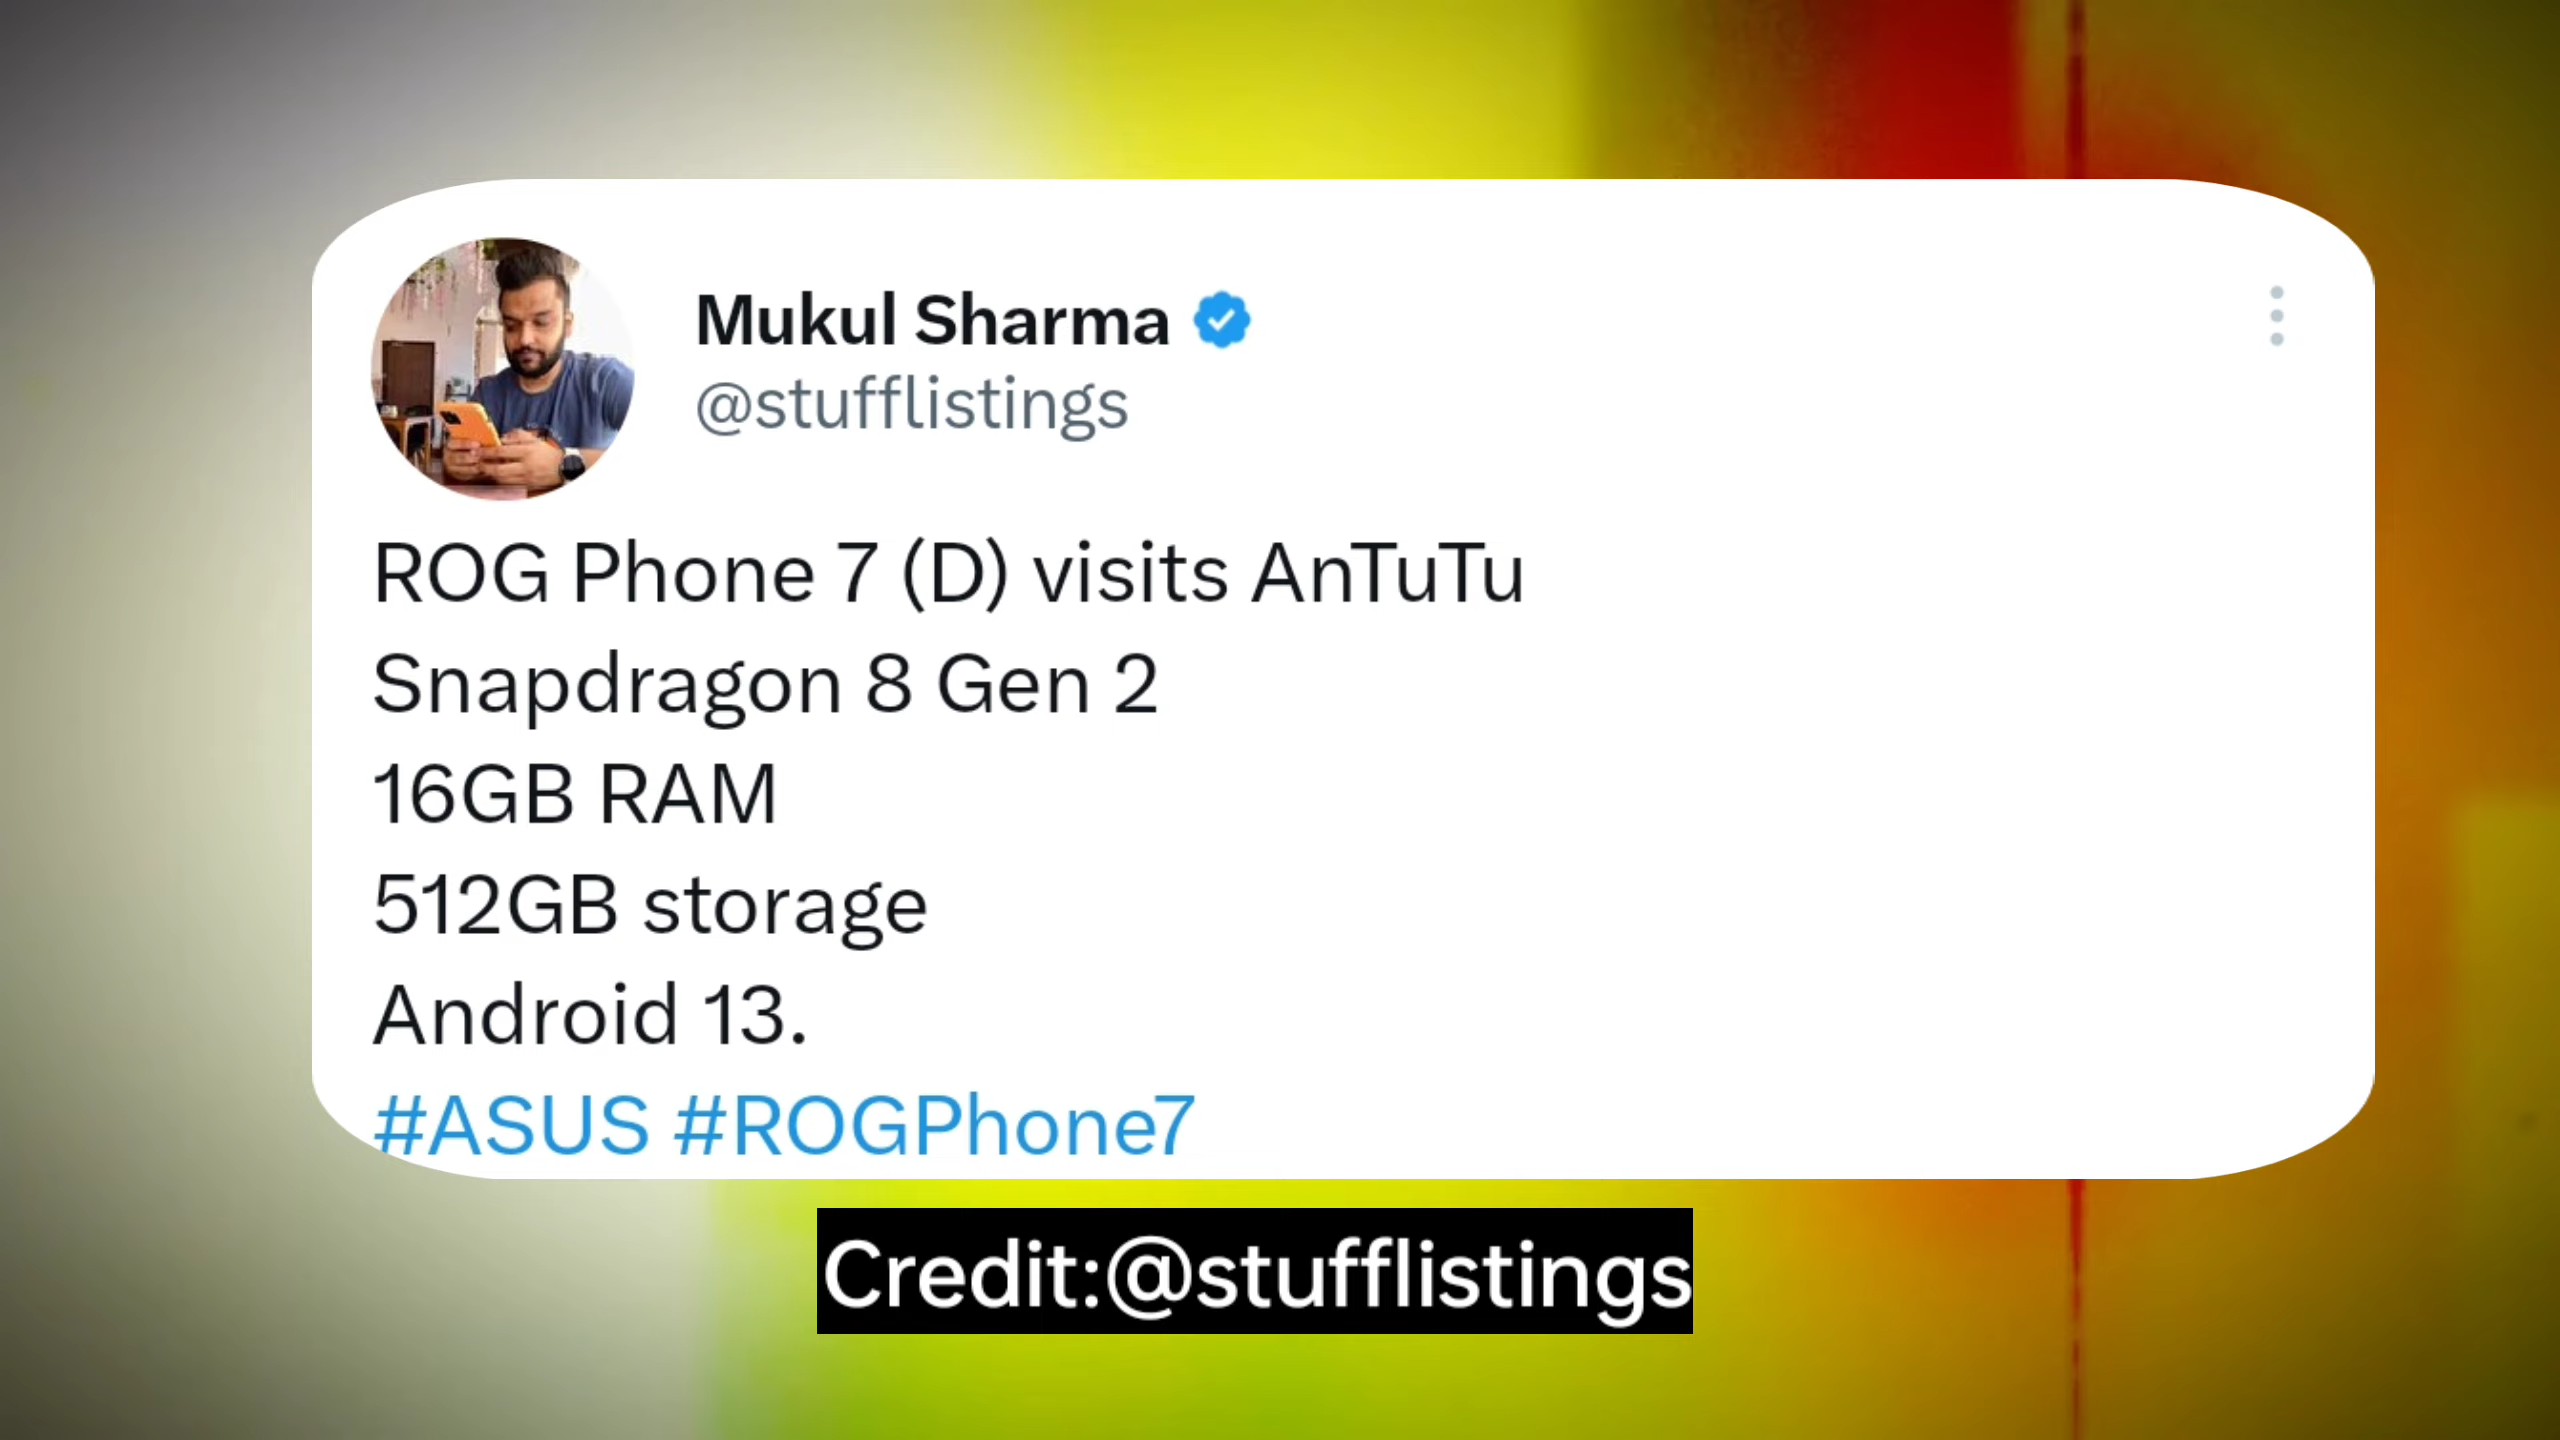 Mukul Sharma
@stufflistings
ROG Phone 7 (D) visits AnTuTu
Snapdragon 8 Gen 2
16GB RAM
512GB storage
Android 13.
#ASUS #ROGPhone7
Credit:@stufflistings